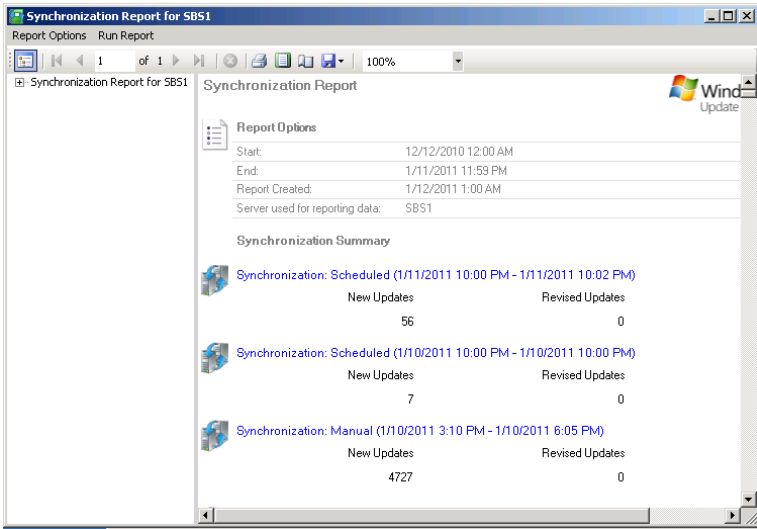 Synchronization Report for SBS1
Report Options Run Report
1 of 1 100%
Synchronization Report for SBS1
Synchronization Report
Wind
Update
Report Options
Start: 12/12/2010 12:00 AM
End: 1/11/2011 11:59 PM
Report Created: 1/12/2011 1:00 AM
Server used for reporting data: SBS1
Synchronization Summary
Synchronization: Scheduled (1/11/2011 10:00 PM - 1/11/2011 10:02 PM)
New Updates Revised Updates
56 0
Synchronization: Scheduled (1/10/2011 10:00 PM - 1/10/2011 10:00 PM)
New Updates Revised Updates
7 0
Synchronization: Manual (1/10/2011 3:10 PM - 1/10/2011 6:05 PM)
New Updates Revised Updates
4727 0